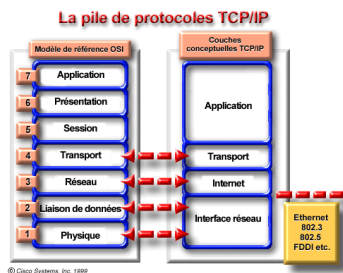 La pile de protocoles TCP/IP
Modèle de référence OSI
7 Application
6 Présentation
5 Session
4 Transport
3 Réseau
2 Liaison de données
1 Physique
Couches
conceptuelles TCP/IP
Application
Transport
Internet
Interface réseau
Ethernet
802.3
802.5
FDDI etc.
© Cisco Systems, Inc. 1999